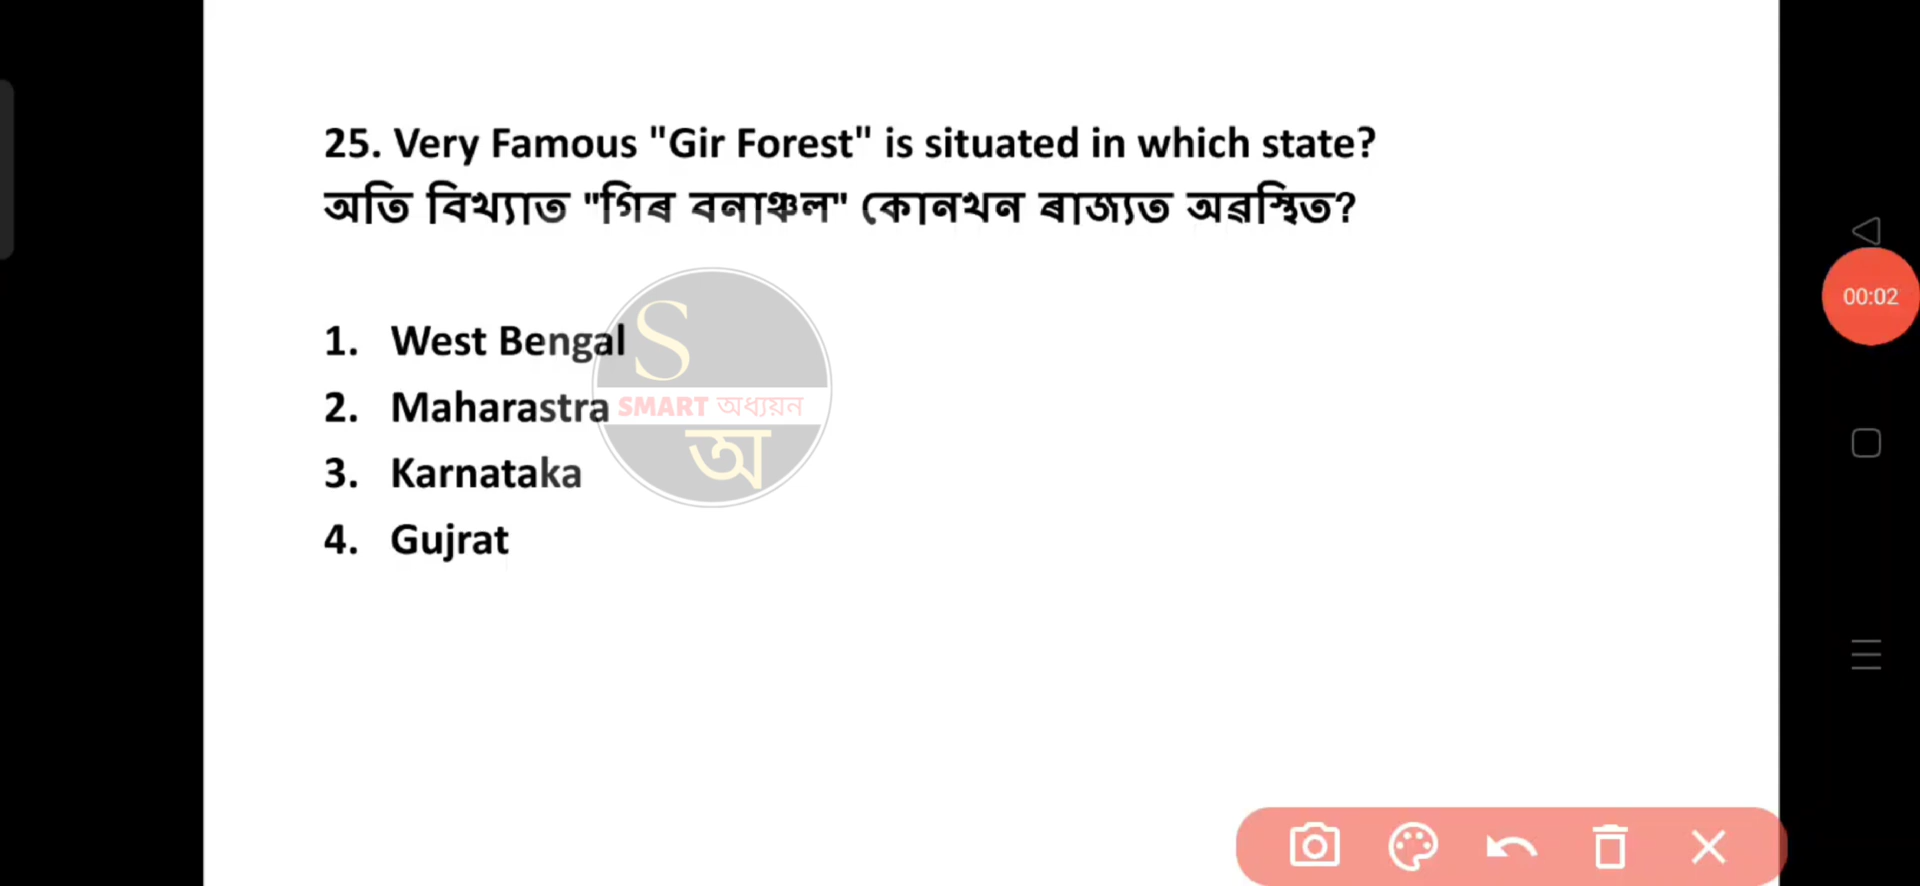 25. Very Famous "Gir Forest" is situated in which state?
অতি বিখ্যাত "গিৰ বনাঞ্চল" কোনখন ৰাজ্যত অৱস্থিত?
1. West Bengal
2. Maharastra
3. Karnataka
4. Gujrat
S
SMART অধ্যয়ন
অ
00:02